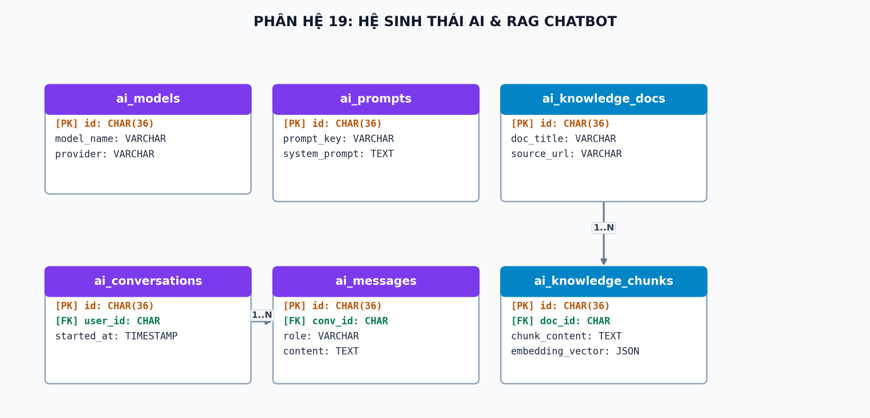 PHÂN HỆ 19: HỆ SINH THÁI AI & RAG CHATBOT
ai_models
[PK] id: CHAR(36)
model_name: VARCHAR
provider: VARCHAR
ai_prompts
[PK] id: CHAR(36)
prompt_key: VARCHAR
system_prompt: TEXT
ai_knowledge_docs
[PK] id: CHAR(36)
doc_title: VARCHAR
source_url: VARCHAR
1..N
ai_conversations
[PK] id: CHAR(36)
[FK] user_id: CHAR
started_at: TIMESTAMP
1..N
ai_messages
[PK] id: CHAR(36)
[FK] conv_id: CHAR
role: VARCHAR
content: TEXT
ai_knowledge_chunks
[PK] id: CHAR(36)
[FK] doc_id: CHAR
chunk_content: TEXT
embedding_vector: JSON